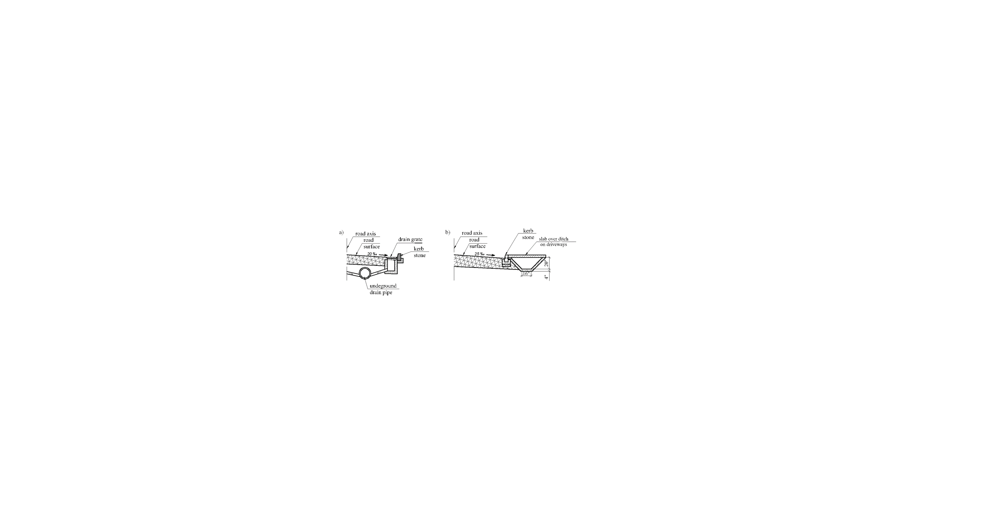 a)
road axis
road
surface
20 ‰
drain grate
kerb
stone
undeground
drain pipe
b)
road axis
road
surface
25 ‰
kerb
stone
slab over ditch
on driveways
20"
16"
4"